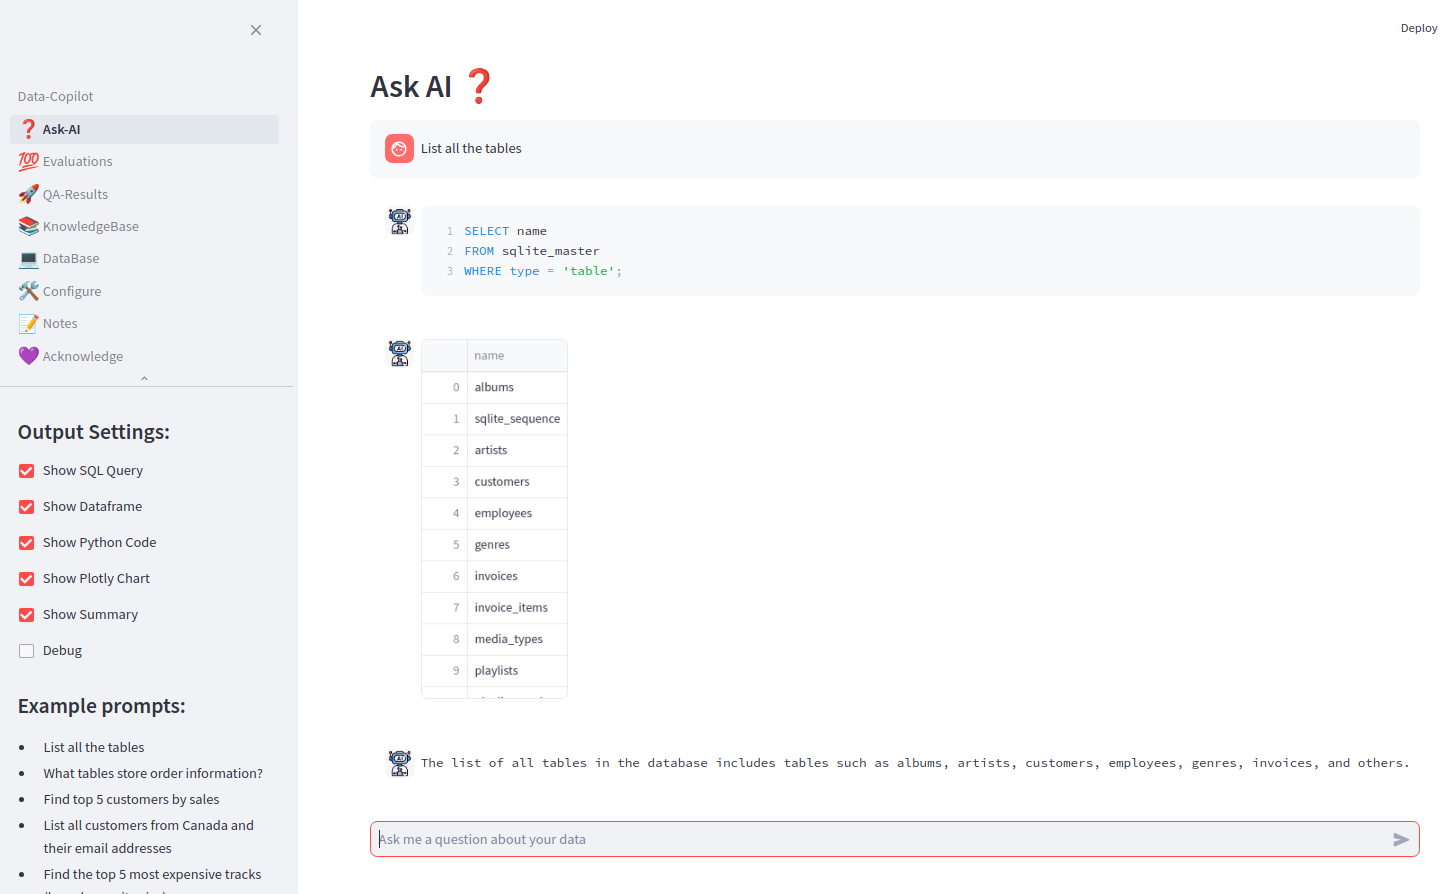 Deploy
Data-Copilot
Ask-AI
Evaluations
QA-Results
KnowledgeBase
DataBase
Configure
Notes
Acknowledge
Output Settings:
Show SQL Query
Show Dataframe
Show Python Code
Show Plotly Chart
Show Summary
Debug
Example prompts:
List all the tables
What tables store order information?
Find top 5 customers by sales
List all customers from Canada and
their email addresses
Find the top 5 most expensive tracks
Ask AI ❓
List all the tables
1 SELECT name
2 FROM sqlite_master
3 WHERE type = 'table';
name
0 albums
1 sqlite_sequence
2 artists
3 customers
4 employees
5 genres
6 invoices
7 invoice_items
8 media_types
9 playlists
The list of all tables in the database includes tables such as albums, artists, customers, employees, genres, invoices, and others.
Ask me a question about your data